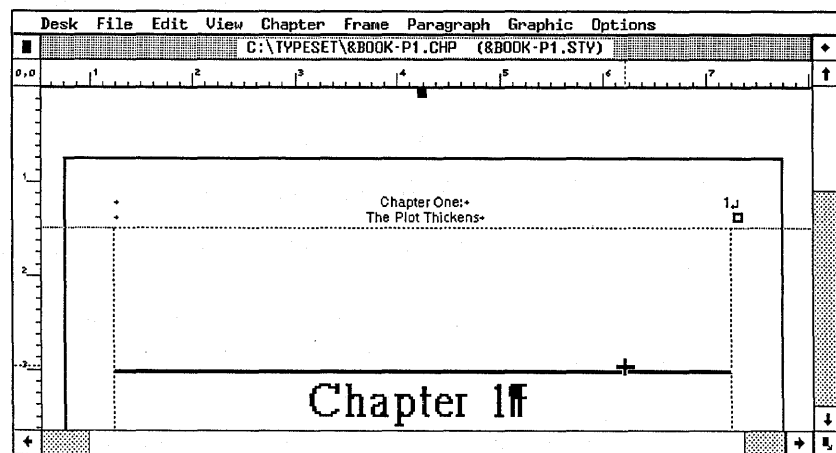 Desk File Edit View Chapter Frame Paragraph Graphic Options
C:\TYPESET\&BOOK-P1.CHP (&BOOK-P1.STY)
0,0 1 2 3 4 5 6 7
1
2
3
Chapter One:
1
The Plot Thickens
Chapter 1¶